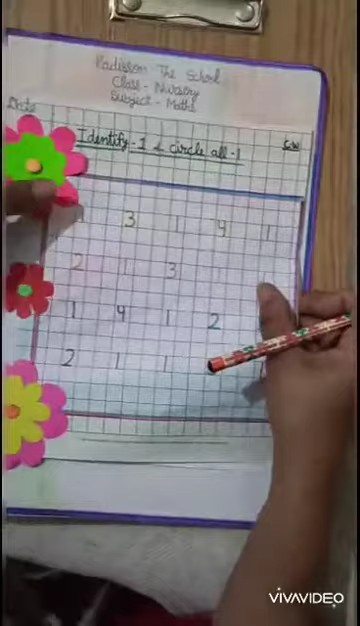 Radisson The School
Class - Nursery
Subject - Maths
Date
C.W
Identify - 1 & circle all - 1
3 1 4 1
2 1 3
1 4 1 2
2 1 1
VIVAVIDEO